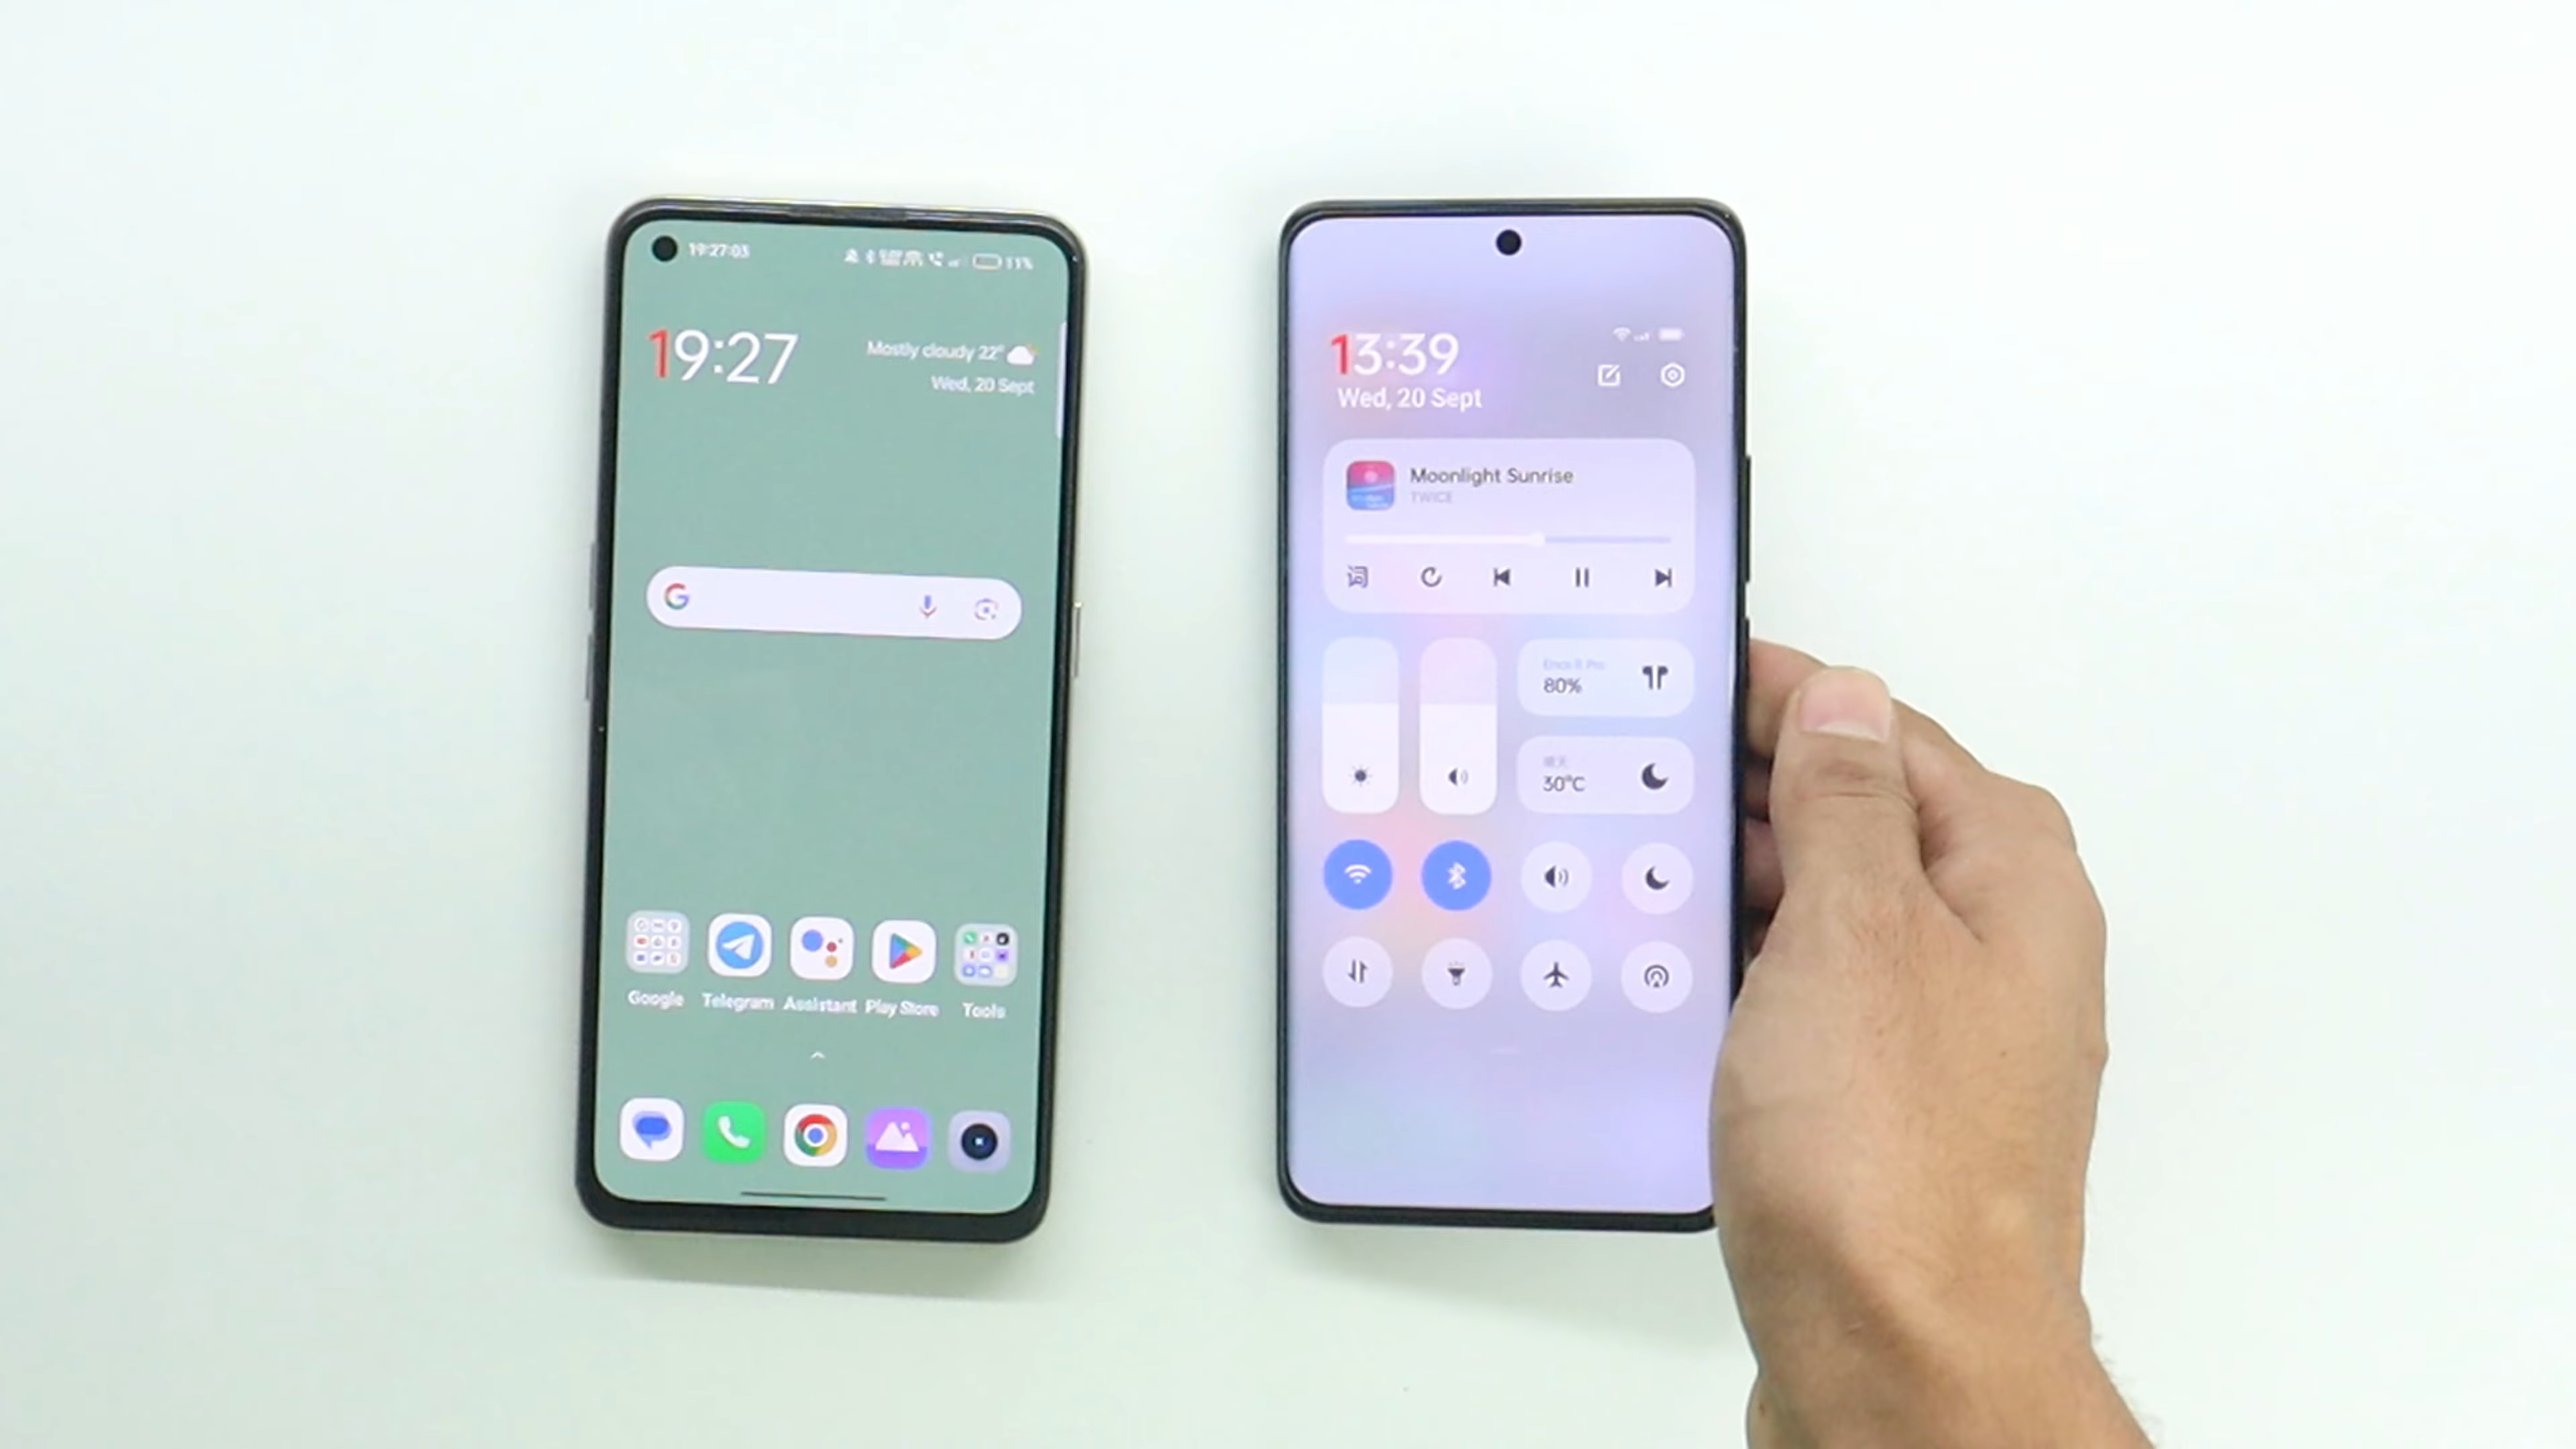 19:27:03
19:27
Mostly cloudy 22°
Wed, 20 Sept
Google
Telegram
Assistant
Play Store
Tools
13:39
Wed, 20 Sept
Moonlight Sunrise
TWICE
词
80%
30°C